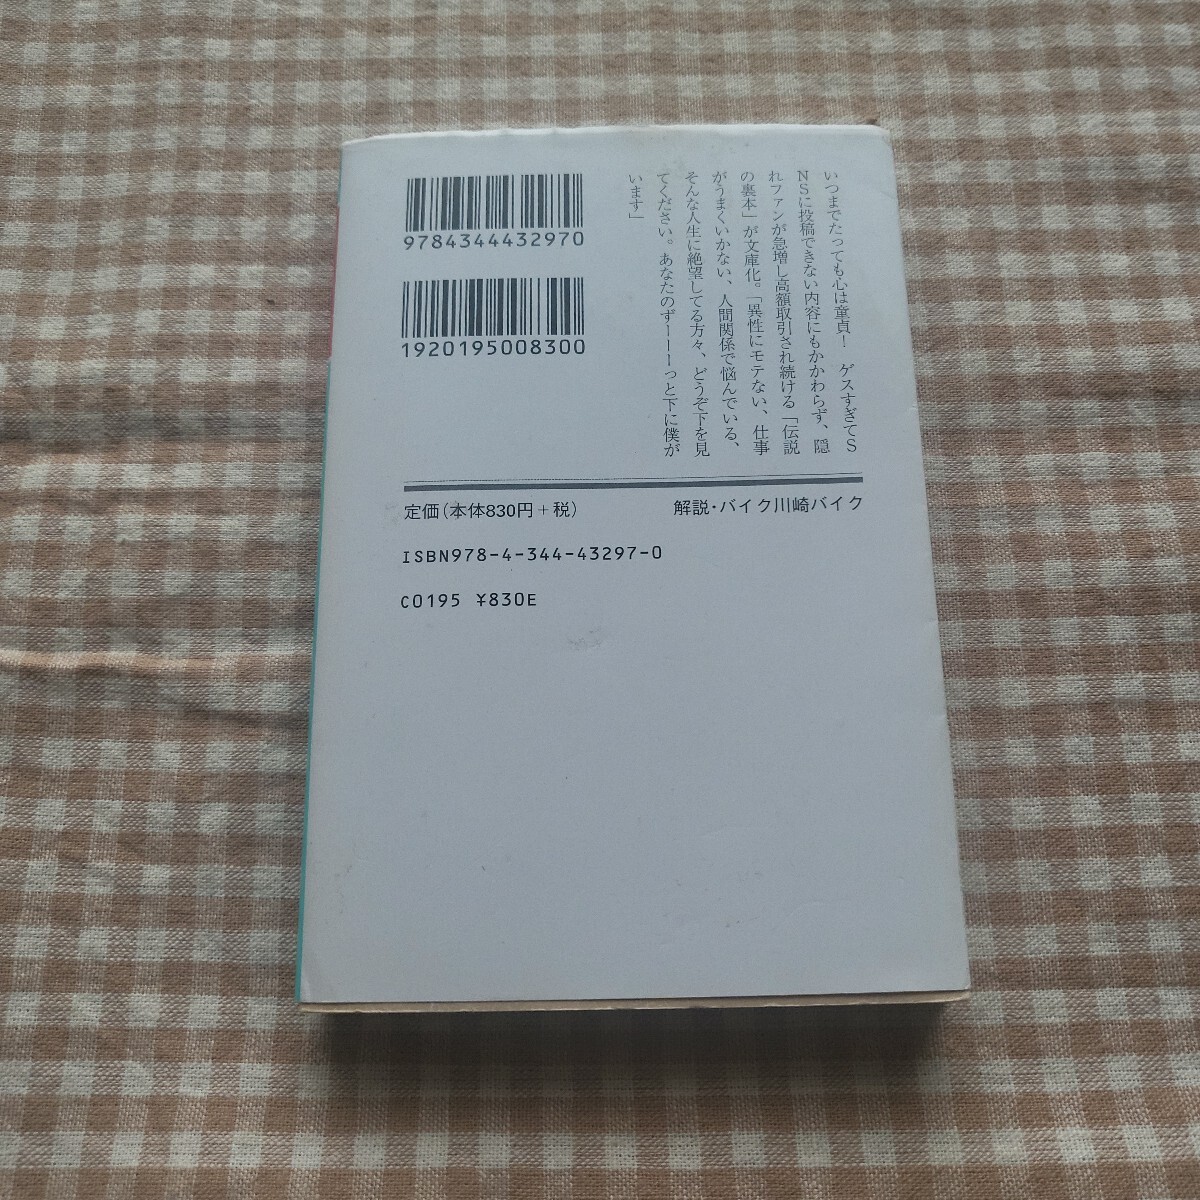 いつまでたっても心は童貞！　ゲスすぎてS
NSに投稿できない内容にもかかわらず、隠
れファンが急増し高額取引され続ける「伝説
の裏本」が文庫化。「異性にモテない、仕事
がうまくいかない、人間関係で悩んでいる、
そんな人生に絶望してる方々、どうぞ下を見
てください。あなたのずーーーっと下に僕が
います」
9784344432970
1920195008300
定価（本体830円＋税）
解説・バイク川崎バイク
ISBN978-4-344-43297-0
C0195 ¥830E